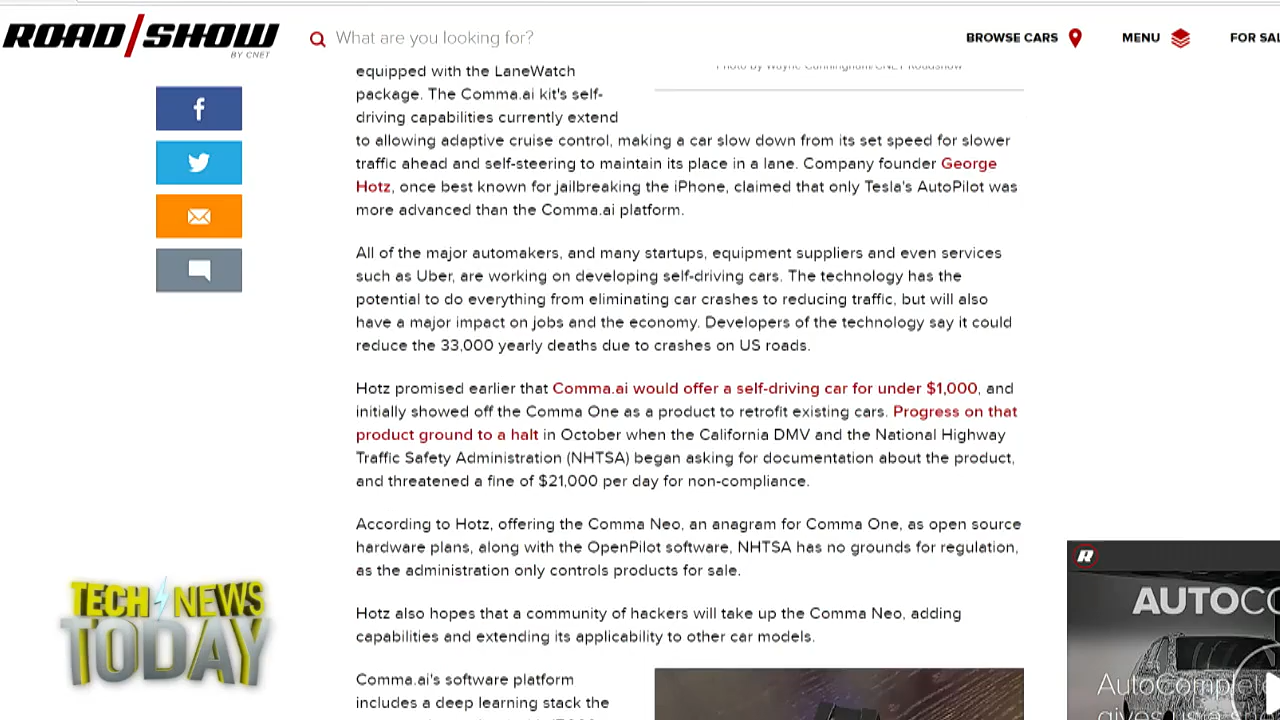 ROAD/SHOW
BY CNET
What are you looking for?
BROWSE CARS
MENU
FOR SAL
Photo by Wayne Cunningham/CNET Roadshow
equipped with the LaneWatch
package. The Comma.ai kit's self-
driving capabilities currently extend
to allowing adaptive cruise control, making a car slow down from its set speed for slower
traffic ahead and self-steering to maintain its place in a lane. Company founder George
Hotz, once best known for jailbreaking the iPhone, claimed that only Tesla's AutoPilot was
more advanced than the Comma.ai platform.
All of the major automakers, and many startups, equipment suppliers and even services
such as Uber, are working on developing self-driving cars. The technology has the
potential to do everything from eliminating car crashes to reducing traffic, but will also
have a major impact on jobs and the economy. Developers of the technology say it could
reduce the 33,000 yearly deaths due to crashes on US roads.
Hotz promised earlier that Comma.ai would offer a self-driving car for under $1,000, and
initially showed off the Comma One as a product to retrofit existing cars. Progress on that
product ground to a halt in October when the California DMV and the National Highway
Traffic Safety Administration (NHTSA) began asking for documentation about the product,
and threatened a fine of $21,000 per day for non-compliance.
According to Hotz, offering the Comma Neo, an anagram for Comma One, as open source
hardware plans, along with the OpenPilot software, NHTSA has no grounds for regulation,
as the administration only controls products for sale.
Hotz also hopes that a community of hackers will take up the Comma Neo, adding
capabilities and extending its applicability to other car models.
Comma.ai's software platform
includes a deep learning stack the
TECH NEWS
TODAY
R
AUTOCO
AutoComplete
gives